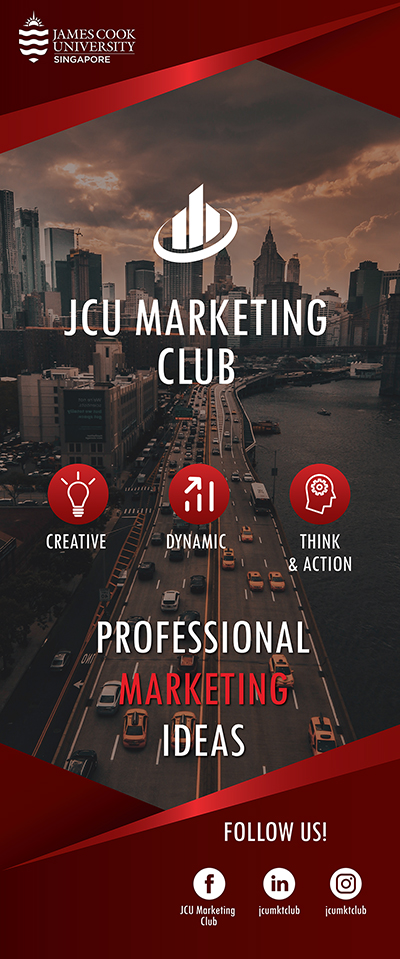 JAMES COOK
UNIVERSITY
SINGAPORE
JCU MARKETING
CLUB
CREATIVE
DYNAMIC
THINK
& ACTION
PROFESSIONAL
MARKETING
IDEAS
FOLLOW US!
JCU Marketing
Club
jcumktclub
jcumktclub